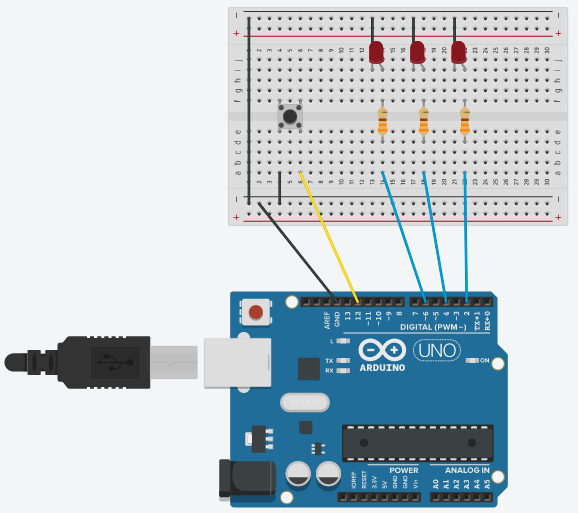 − −
+ +
1 2 3 4 5 6 7 8 9 10 11 12 13 14 15 16 17 18 19 20 21 22 23 24 25 26 27 28 29 30
j j
i i
h h
g g
f f
e e
d d
c c
b b
a a
1 2 3 4 5 6 7 8 9 10 11 12 13 14 15 16 17 18 19 20 21 22 23 24 25 26 27 28 29 30
− −
+ +
AREF GND 13 12 ~11 ~10 ~9 8 7 ~6 ~5 4 ~3 2 TX→1 RX←0
DIGITAL (PWM~)
L
TX
RX
ARDUINO
UNO
ON
POWER ANALOG IN
IOREF RESET 3.3V 5V GND GND A0 A1 A2 A3 A4 A5